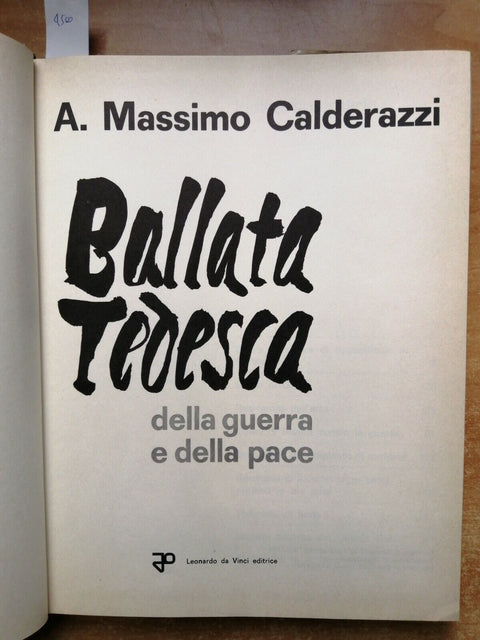 A. Massimo Calderazzi
Ballata
Tedesca
della guerra
e della pace
Leonardo da Vinci editrice